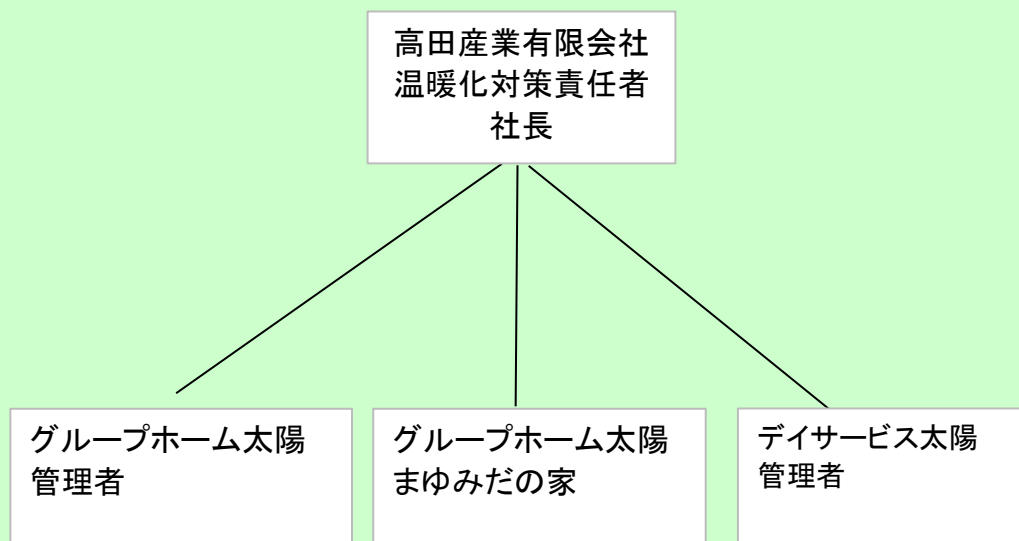 高田産業有限会社
温暖化対策責任者
社長
グループホーム太陽
管理者
グループホーム太陽
まゆみだの家
デイサービス太陽
管理者